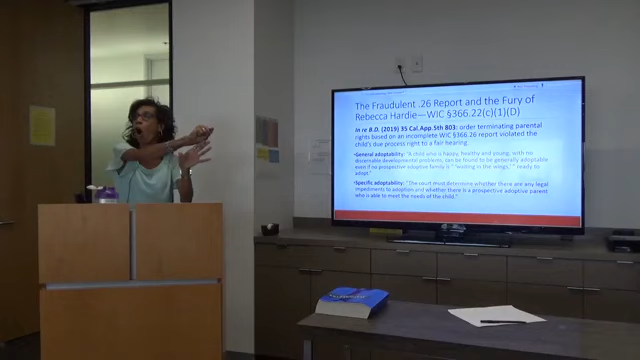 The Fraudulent .26 Report and the Fury of
Rebecca Hardie—WIC §366.22(c)(1)(D)
In re B.D. (2019) 35 Cal.App.5th 803: order terminating parental
rights based on an incomplete WIC §366.26 report violated the
child's due process right to a fair hearing.
•General adoptability: "A child who is happy, healthy and young, with no
discernable developmental problems, can be found to be generally adoptable
even if no prospective adoptive family is " 'waiting in the wings,' " ready to
adopt."
•Specific adoptability: "The court must determine whether there are any legal
impediments to adoption and whether there is a prospective adoptive parent
who is able to meet the needs of the child."